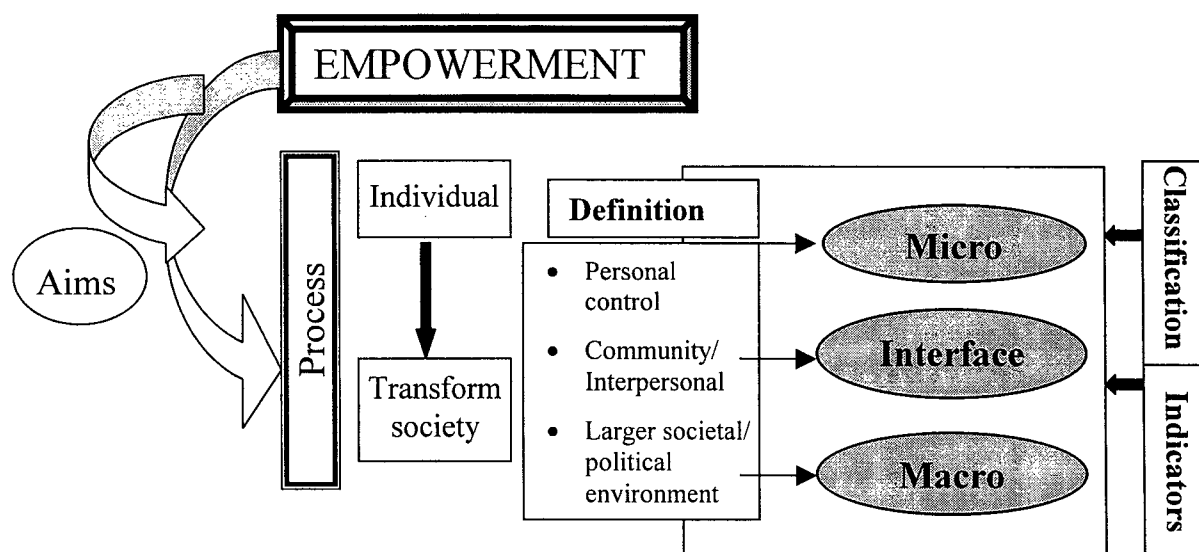 EMPOWERMENT
Aims
Process
Individual
Transform
society
Definition
• Personal
control
• Community/
Interpersonal
• Larger societal/
political
environment
Micro
Interface
Macro
Classification
Indicators